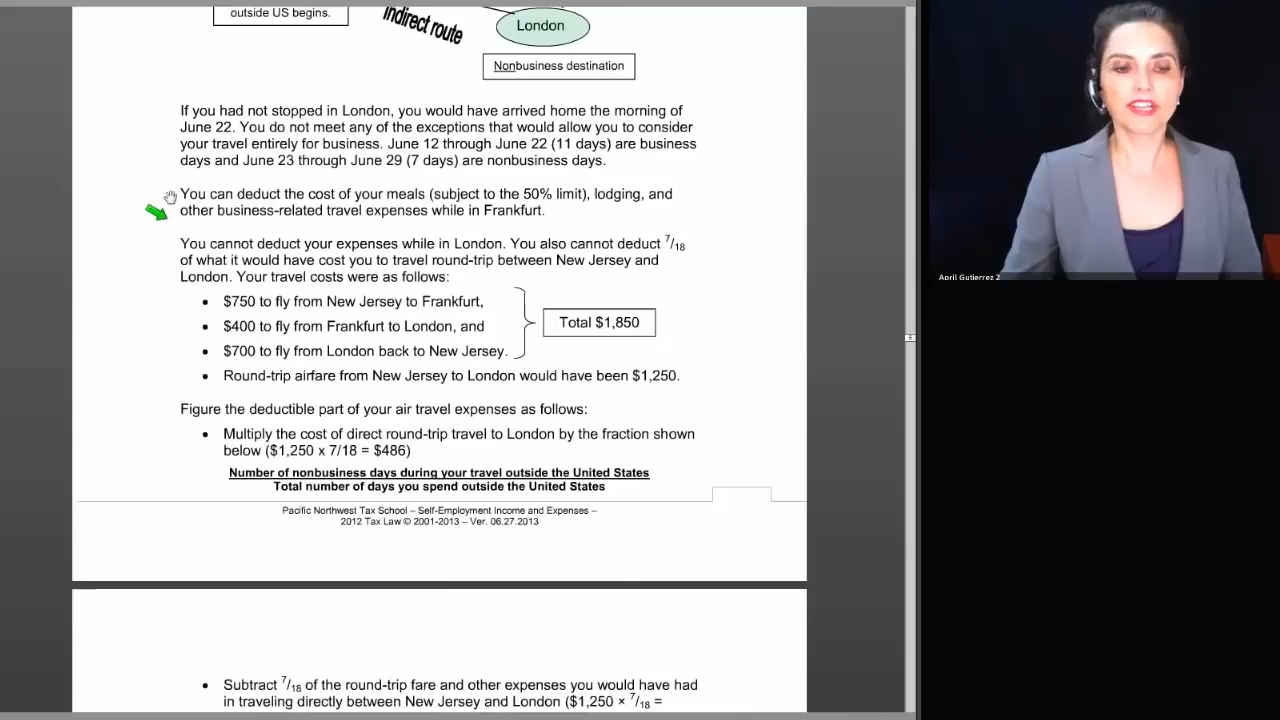 outside US begins.
Indirect route
London
Nonbusiness destination
If you had not stopped in London, you would have arrived home the morning of
June 22. You do not meet any of the exceptions that would allow you to consider
your travel entirely for business. June 12 through June 22 (11 days) are business
days and June 23 through June 29 (7 days) are nonbusiness days.
You can deduct the cost of your meals (subject to the 50% limit), lodging, and
other business-related travel expenses while in Frankfurt.
You cannot deduct your expenses while in London. You also cannot deduct 7/18
of what it would have cost you to travel round-trip between New Jersey and
London. Your travel costs were as follows:
• $750 to fly from New Jersey to Frankfurt,
• $400 to fly from Frankfurt to London, and
Total $1,850
• $700 to fly from London back to New Jersey.
• Round-trip airfare from New Jersey to London would have been $1,250.
Figure the deductible part of your air travel expenses as follows:
• Multiply the cost of direct round-trip travel to London by the fraction shown
below ($1,250 x 7/18 = $486)
Number of nonbusiness days during your travel outside the United States
Total number of days you spend outside the United States
Pacific Northwest Tax School – Self-Employment Income and Expenses –
2012 Tax Law © 2001-2013 – Ver. 06.27.2013
• Subtract 7/18 of the round-trip fare and other expenses you would have had
in traveling directly between New Jersey and London ($1,250 × 7/18 =
April Gutierrez 2